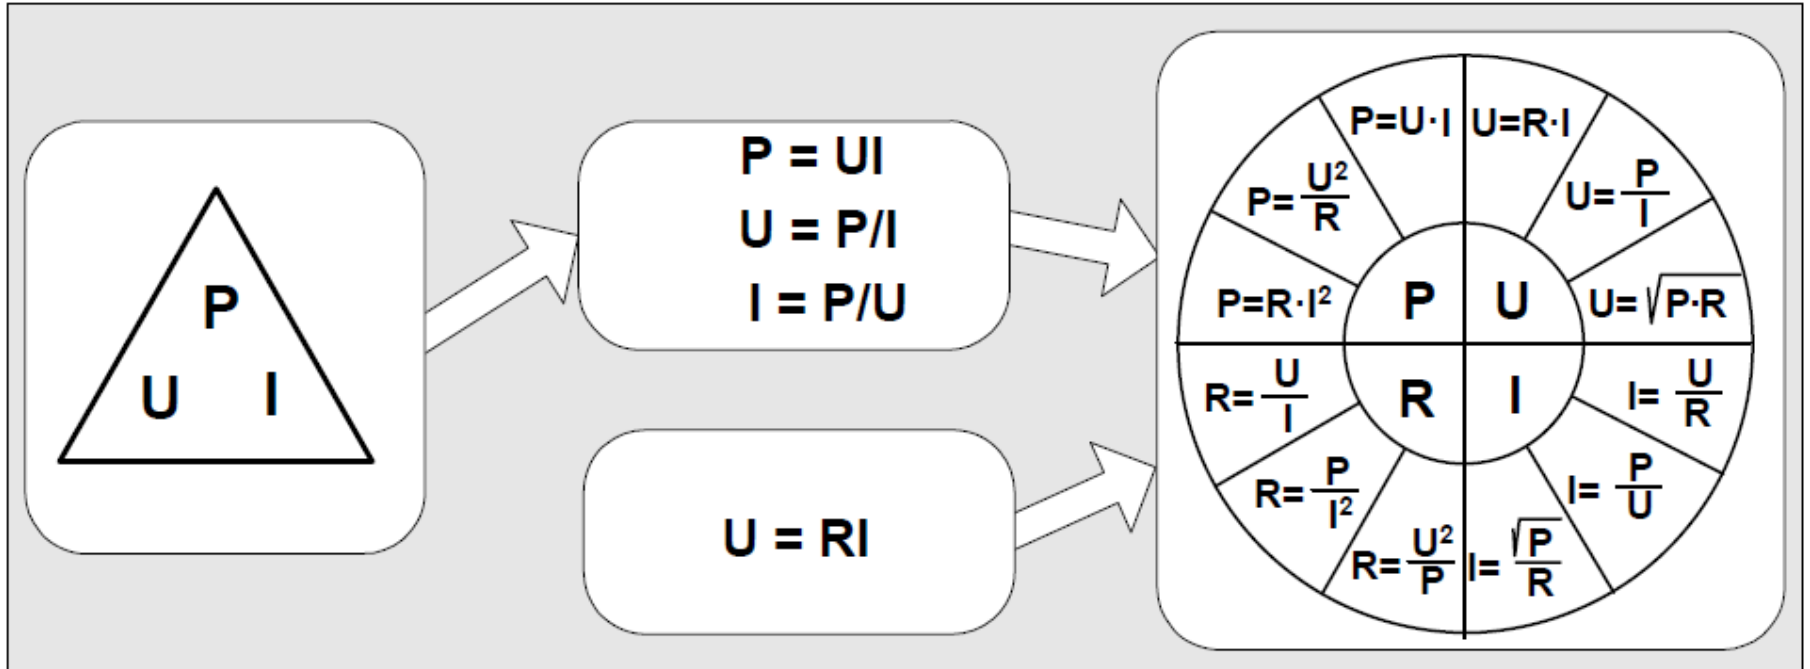 P
U I
P = UI
U = P/I
I = P/U
U = RI
P=U·I
U=R·I
P=U²/R
U=P/I
P=R·I²
U=√P·R
P U
R I
R=U/I
I=U/R
R=P/I²
I=P/U
R=U²/P
I=√P/R